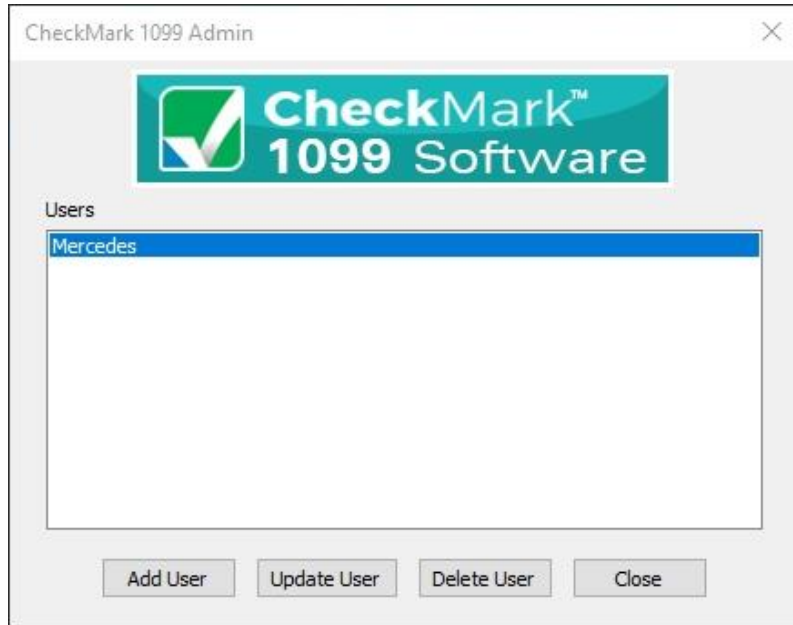 CheckMark 1099 Admin
CheckMark™
1099 Software
Users
Mercedes
Add User Update User Delete User Close